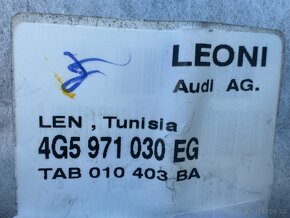 LEONI
Audi AG.
LEN , Tunisia
4G5 971 030 EG
TAB 010 403 BA